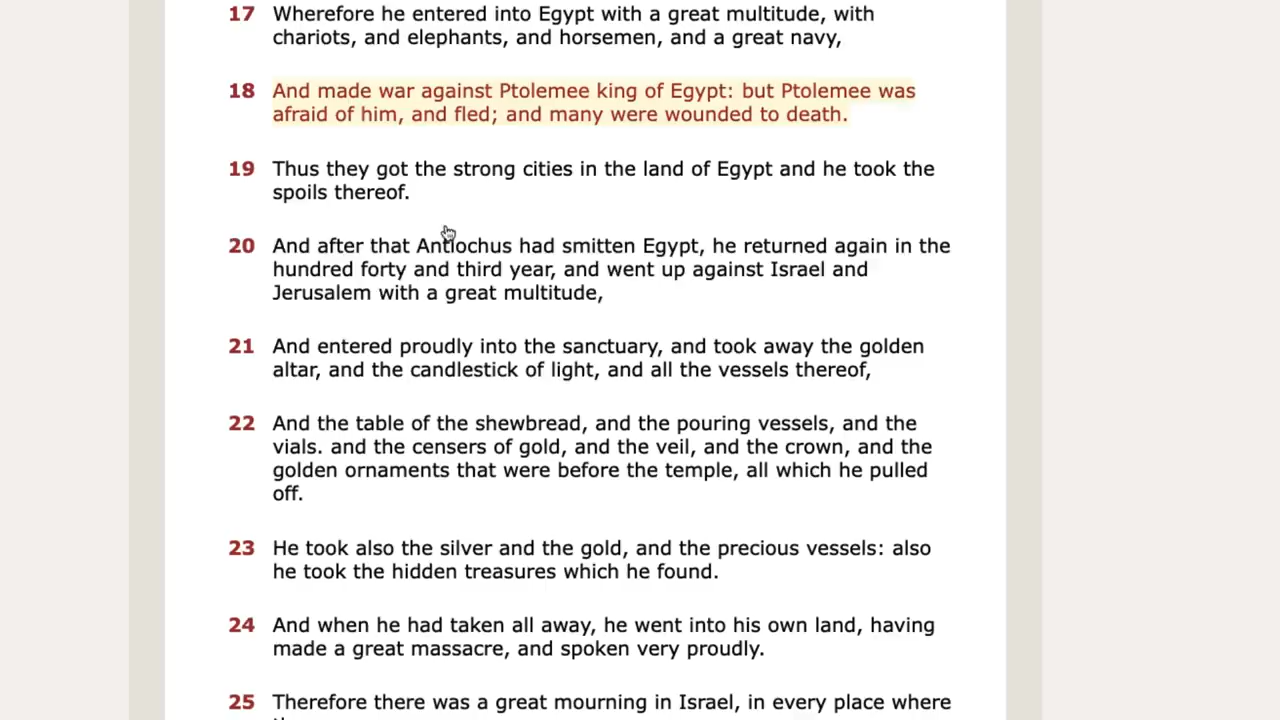 17 Wherefore he entered into Egypt with a great multitude, with
chariots, and elephants, and horsemen, and a great navy,
18 And made war against Ptolemee king of Egypt: but Ptolemee was
afraid of him, and fled; and many were wounded to death.
19 Thus they got the strong cities in the land of Egypt and he took the
spoils thereof.
20 And after that Antiochus had smitten Egypt, he returned again in the
hundred forty and third year, and went up against Israel and
Jerusalem with a great multitude,
21 And entered proudly into the sanctuary, and took away the golden
altar, and the candlestick of light, and all the vessels thereof,
22 And the table of the shewbread, and the pouring vessels, and the
vials. and the censers of gold, and the veil, and the crown, and the
golden ornaments that were before the temple, all which he pulled
off.
23 He took also the silver and the gold, and the precious vessels: also
he took the hidden treasures which he found.
24 And when he had taken all away, he went into his own land, having
made a great massacre, and spoken very proudly.
25 Therefore there was a great mourning in Israel, in every place where